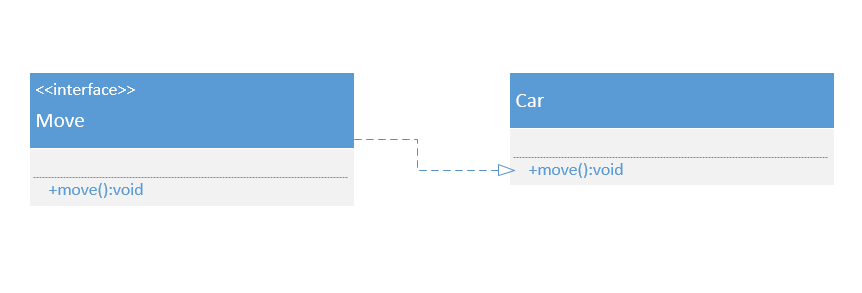 <<interface>>
Move
+move():void
Car
+move():void